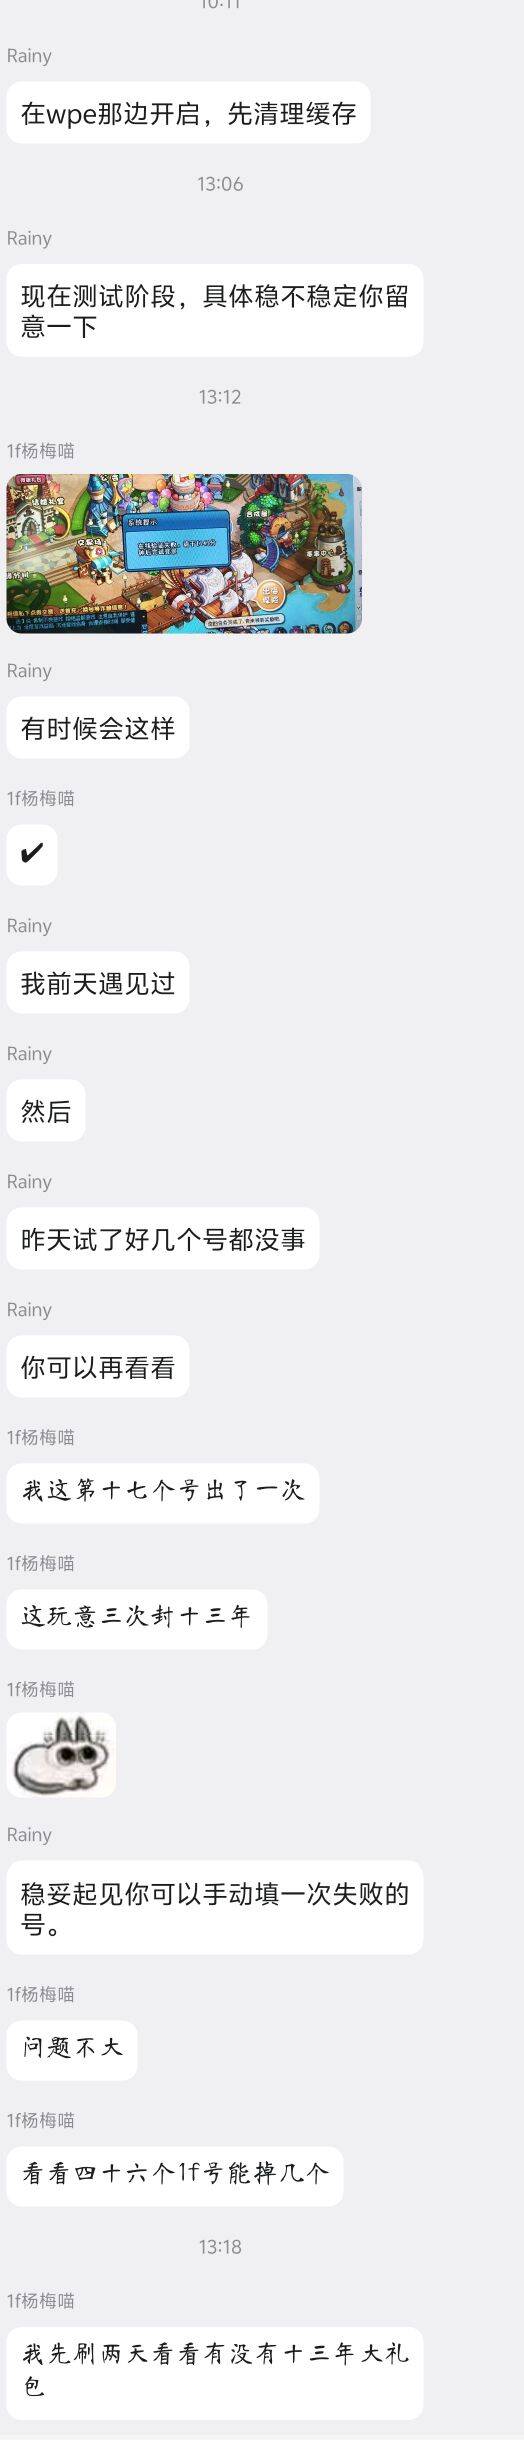 10:11
Rainy
在wpe那边开启，先清理缓存
13:06
Rainy
现在测试阶段，具体稳不稳定你留
意一下
13:12
1f杨梅喵
系统提示
Rainy
有时候会这样
1f杨梅喵
✔
Rainy
我前天遇见过
Rainy
然后
Rainy
昨天试了好几个号都没事
Rainy
你可以再看看
1f杨梅喵
我这第十七个号出了一次
1f杨梅喵
这玩意三次封十三年
1f杨梅喵
Rainy
稳妥起见你可以手动填一次失败的
号。
1f杨梅喵
问题不大
1f杨梅喵
看看四十六个1f号能掉几个
13:18
1f杨梅喵
我先刷两天看看有没有十三年大礼
包